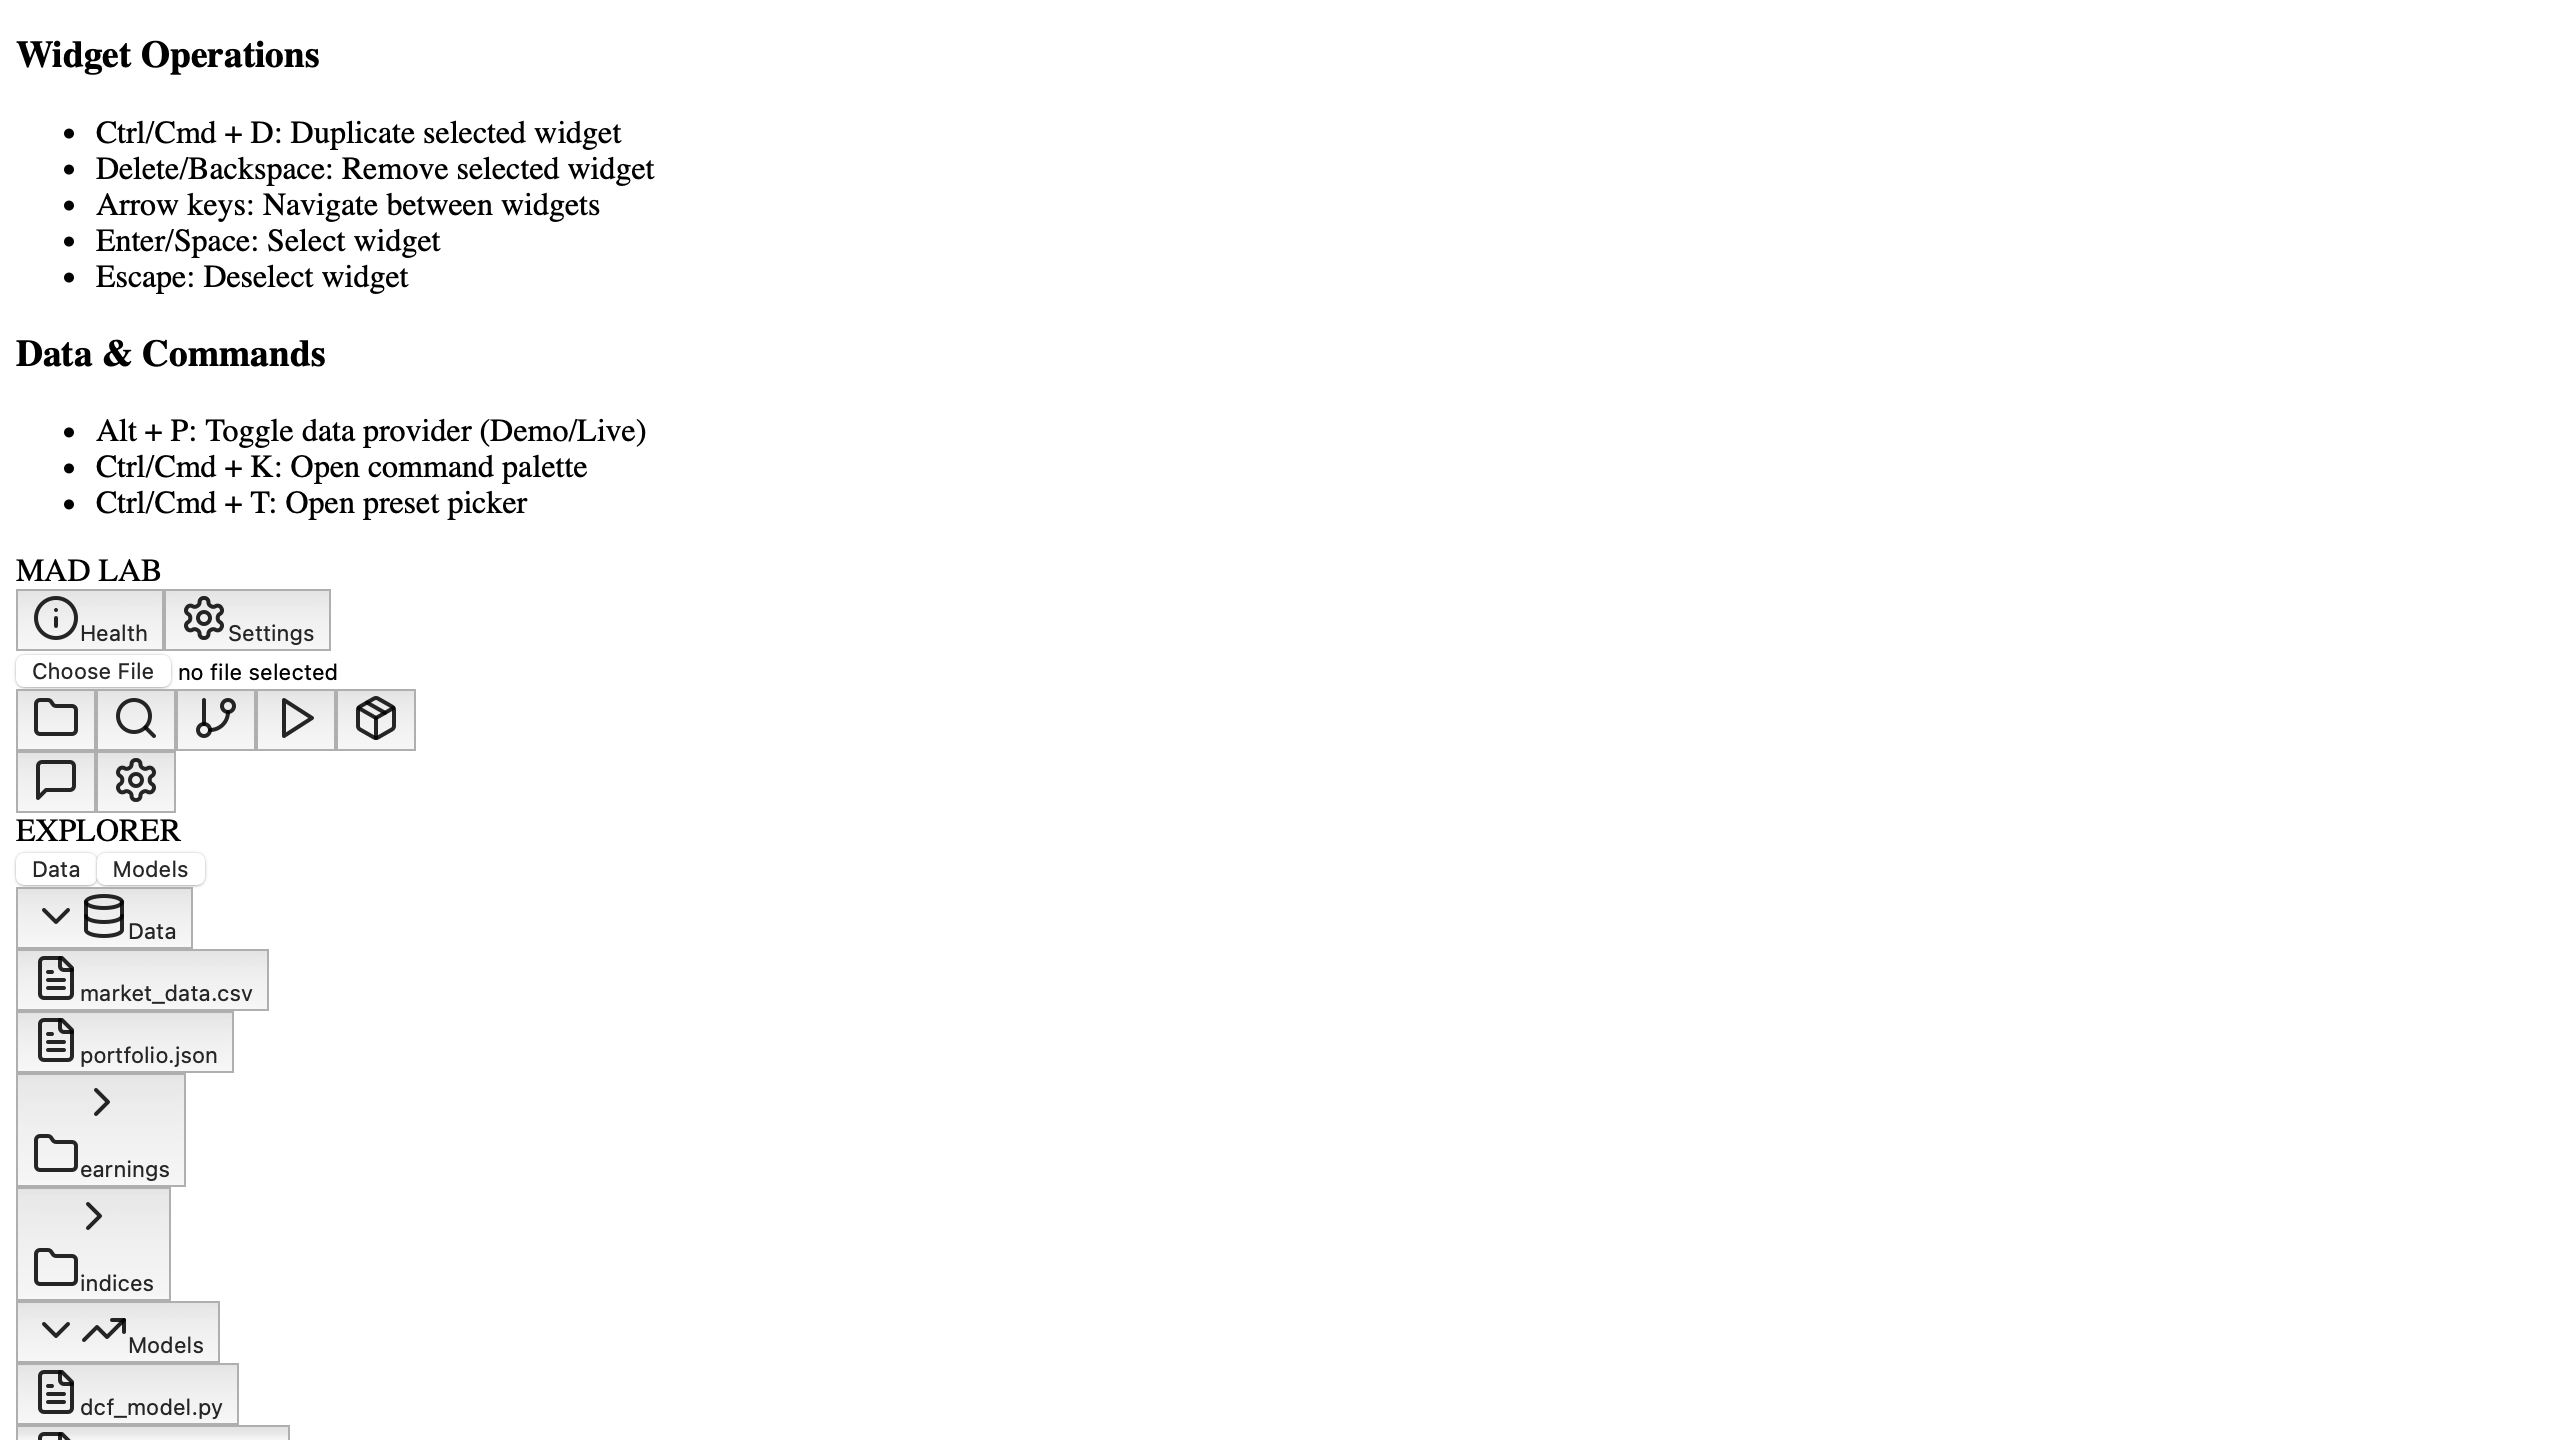 Widget Operations
Ctrl/Cmd + D: Duplicate selected widget
Delete/Backspace: Remove selected widget
Arrow keys: Navigate between widgets
Enter/Space: Select widget
Escape: Deselect widget
Data & Commands
Alt + P: Toggle data provider (Demo/Live)
Ctrl/Cmd + K: Open command palette
Ctrl/Cmd + T: Open preset picker
MAD LAB
Health Settings
Choose File no file selected
EXPLORER
Data Models
Data
market_data.csv
portfolio.json
earnings
indices
Models
dcf_model.py